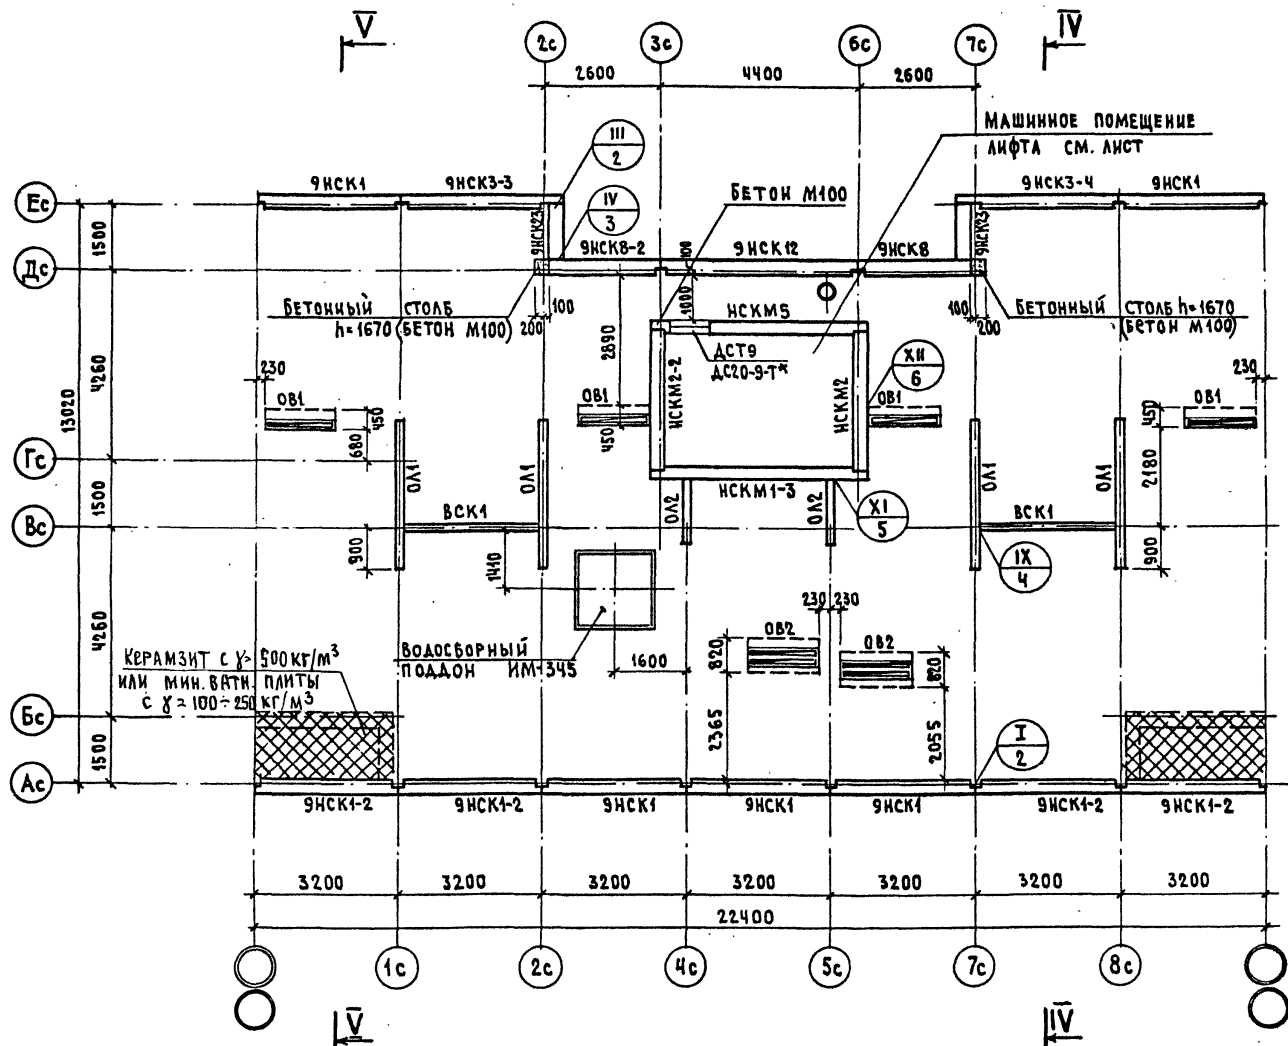 V
IV
2с
3с
6с
7с
2600
4400
2600
МАШИННОЕ ПОМЕЩЕНИЕ
ЛИФТА СМ. ЛИСТ
III
2
9НСК1
9НСК3-3
БЕТОН М100
9НСК3-4
9НСК1
Ес
IV
3
9НСК23
9НСК23
1500
9НСК8-2
100
9НСК12
9НСК8
Дс
БЕТОННЫЙ СТОЛБ
h=1670 (БЕТОН М100)
100
200
1000
НСКМ5
100
200
БЕТОННЫЙ СТОЛБ h=1670
(БЕТОН М100)
2890
ДСТ9
ДС20-9-Т*
XII
6
230
230
4260
13020
ОВ1
450
680
ОВ1
450
НСКМ2-2
НСКМ2
ОВ1
ОВ1
450
2180
Гс
ОЛ1
ОЛ1
НСКМ1-3
ОЛ1
ОЛ1
1500
ВСК1
ОЛ2
ОЛ2
XI
5
ВСК1
Вс
900
1410
IX
4
900
230
230
4260
ОВ2
820
ОВ2
820
ВОДОСБОРНЫЙ
ПОДДОН ИМ-345
1600
КЕРАМЗИТ С γ= 500 КГ/М³
ИЛИ МИН. ВАТН. ПЛИТЫ
С γ=100÷250 КГ/М³
Бс
2365
2055
I
2
1500
Ас
9НСК1-2
9НСК1-2
9НСК1
9НСК1
9НСК1
9НСК1-2
9НСК1-2
3200
3200
3200
3200
3200
3200
3200
22400
1с
2с
4с
5с
7с
8с
V
IV